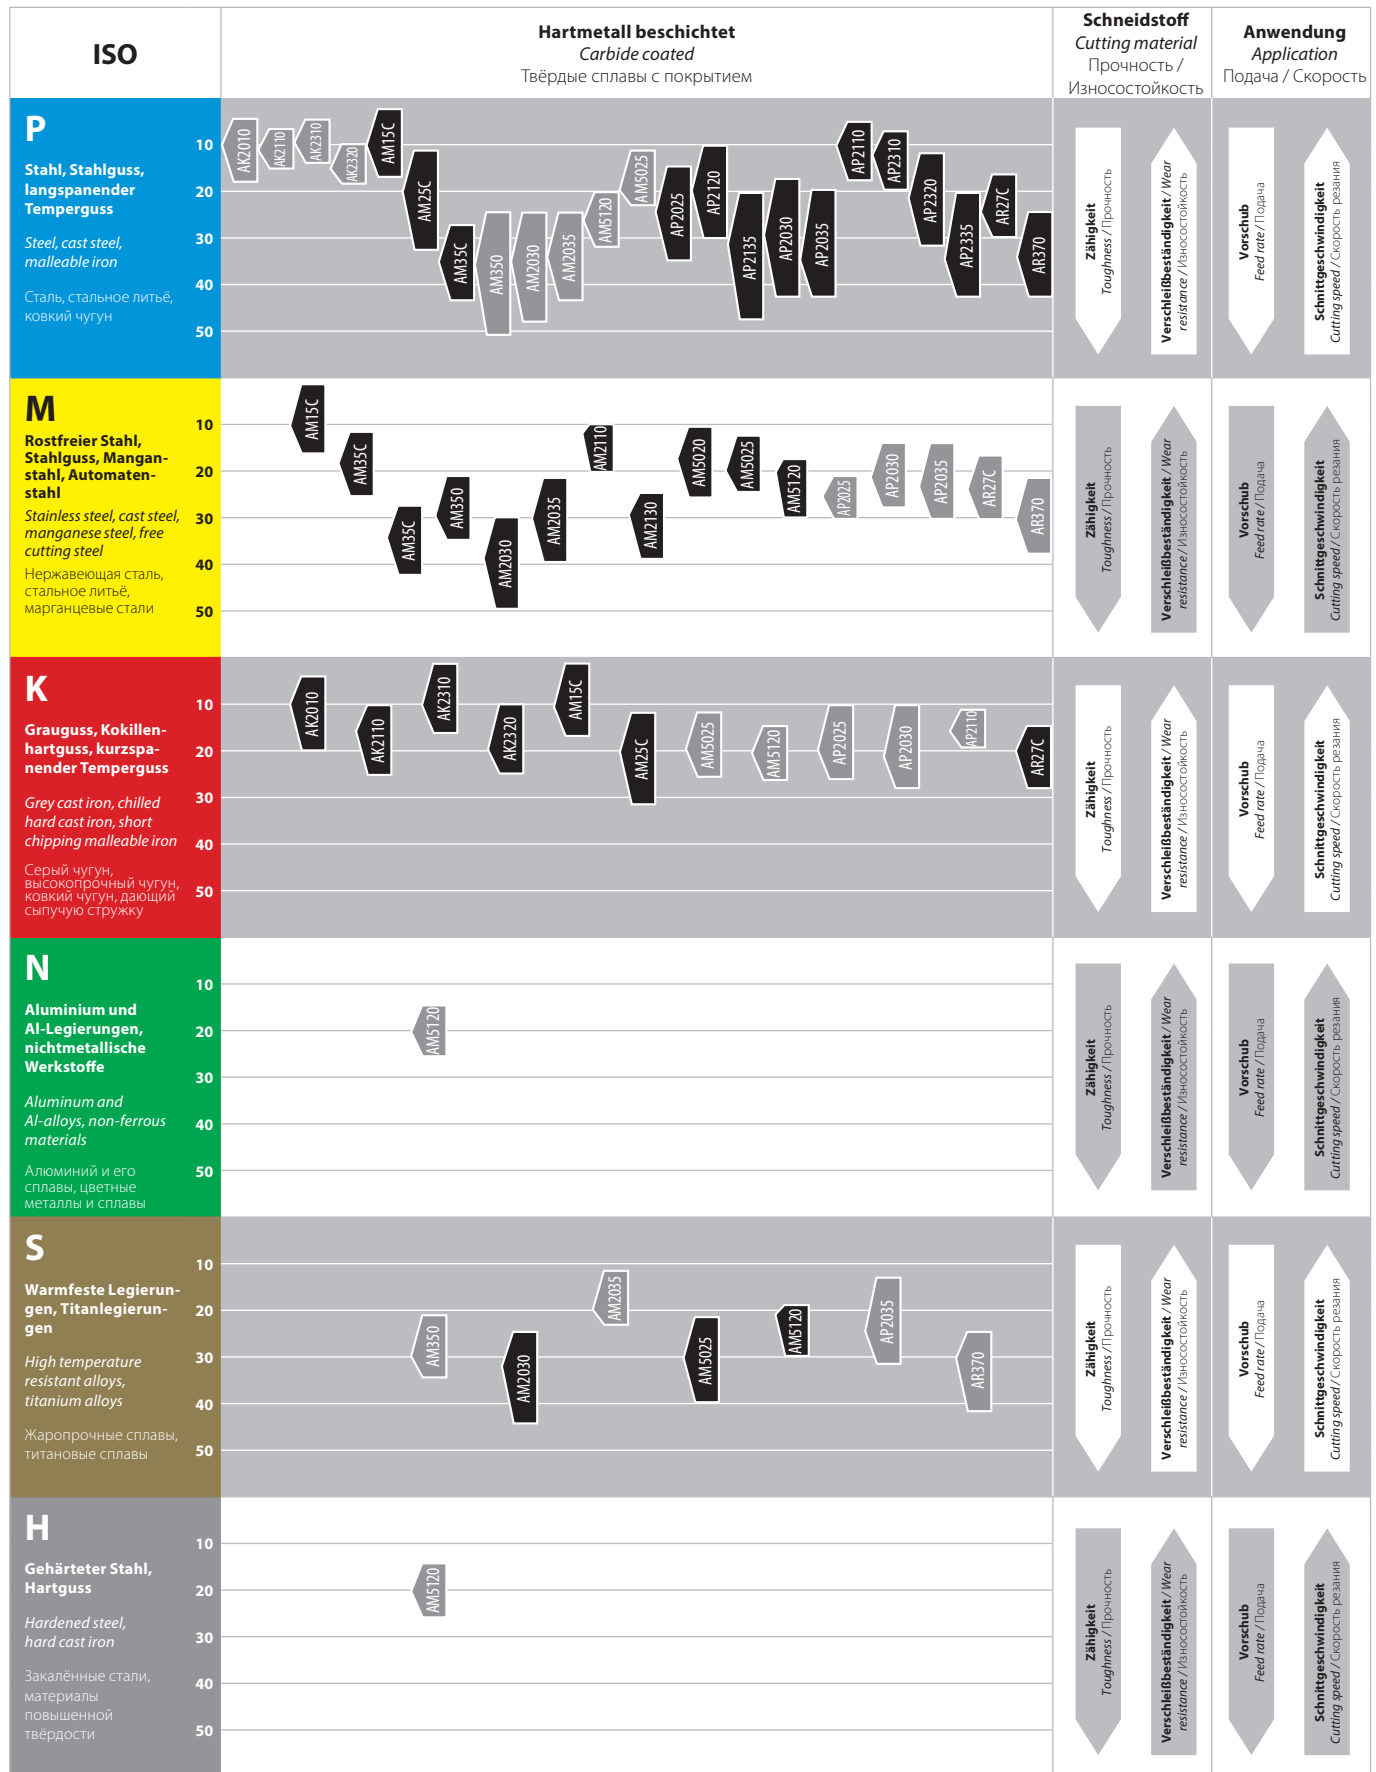 ISO
Hartmetall beschichtet
Carbide coated
Твёрдые сплавы с покрытием
Schneidstoff
Cutting material
Прочность /
Износостойкость
Anwendung
Application
Подача / Скорость
P
Stahl, Stahlguss,
langspanender
Temperguss
Steel, cast steel,
malleable iron
Сталь, стальное литьё,
ковкий чугун
10
20
30
40
50
AK2010
AK2110
AK2310
AK2320
AM15C
AM25C
AM35C
AM350
AM2030
AM2035
AM5120
AM5025
AP2025
AP2120
AP2135
AP2030
AP2035
AP2110
AP2310
AP2320
AP2335
AR27C
AR370
Zähigkeit
Toughness / Прочность
Verschleißbeständigkeit / Wear
resistance / Износостойкость
Vorschub
Feed rate / Подача
Schnittgeschwindigkeit
Cutting speed / Скорость резания
M
Rostfreier Stahl,
Stahlguss, Mangan-
stahl, Automaten-
stahl
Stainless steel, cast steel,
manganese steel, free
cutting steel
Нержавеющая сталь,
стальное литьё,
марганцевые стали
10
20
30
40
50
AM15C
AM35C
AM35C
AM350
AM2030
AM2035
AM2110
AM2130
AM5020
AM5025
AM5120
AP2025
AP2030
AP2035
AR27C
AR370
Zähigkeit
Toughness / Прочность
Verschleißbeständigkeit / Wear
resistance / Износостойкость
Vorschub
Feed rate / Подача
Schnittgeschwindigkeit
Cutting speed / Скорость резания
K
Grauguss, Kokillen-
hartguss, kurzspa-
nender Temperguss
Grey cast iron, chilled
hard cast iron, short
chipping malleable iron
Серый чугун,
высокопрочный чугун,
ковкий чугун, дающий
сыпучую стружку
10
20
30
40
50
AK2010
AK2110
AK2310
AK2320
AM15C
AM25C
AM5025
AM5120
AP2025
AP2030
AP2110
AR27C
Zähigkeit
Toughness / Прочность
Verschleißbeständigkeit / Wear
resistance / Износостойкость
Vorschub
Feed rate / Подача
Schnittgeschwindigkeit
Cutting speed / Скорость резания
N
Aluminium und
Al-Legierungen,
nichtmetallische
Werkstoffe
Aluminum and
Al-alloys, non-ferrous
materials
Алюминий и его
сплавы, цветные
металлы и сплавы
10
20
30
40
50
AM5120
Zähigkeit
Toughness / Прочность
Verschleißbeständigkeit / Wear
resistance / Износостойкость
Vorschub
Feed rate / Подача
Schnittgeschwindigkeit
Cutting speed / Скорость резания
S
Warmfeste Legierun-
gen, Titanlegierun-
gen
High temperature
resistant alloys,
titanium alloys
Жаропрочные сплавы,
титановые сплавы
10
20
30
40
50
AM350
AM2030
AM2035
AM5025
AM5120
AP2035
AR370
Zähigkeit
Toughness / Прочность
Verschleißbeständigkeit / Wear
resistance / Износостойкость
Vorschub
Feed rate / Подача
Schnittgeschwindigkeit
Cutting speed / Скорость резания
H
Gehärteter Stahl,
Hartguss
Hardened steel,
hard cast iron
Закалённые стали,
материалы
повышенной
твёрдости
10
20
30
40
50
AM5120
Zähigkeit
Toughness / Прочность
Verschleißbeständigkeit / Wear
resistance / Износостойкость
Vorschub
Feed rate / Подача
Schnittgeschwindigkeit
Cutting speed / Скорость резания